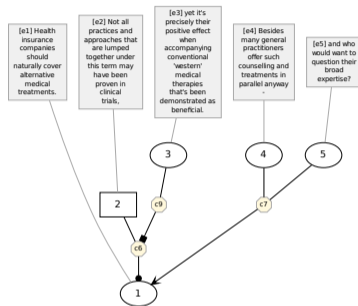 [e1] Health
insurance
companies
should
naturally cover
alternative
medical
treatments.
[e2] Not all
practices and
approaches that
are lumped
together under
this term may
have been
proven in
clinical
trials,
[e3] yet it's
precisely their
positive effect
when
accompanying
conventional
'western'
medical
therapies
that's been
demonstrated as
beneficial.
[e4] Besides
many general
practitioners
offer such
counselling and
treatments in
parallel anyway
-
[e5] and who
would want to
question their
broad
expertise?
3
4
5
2
c9
c7
c6
1